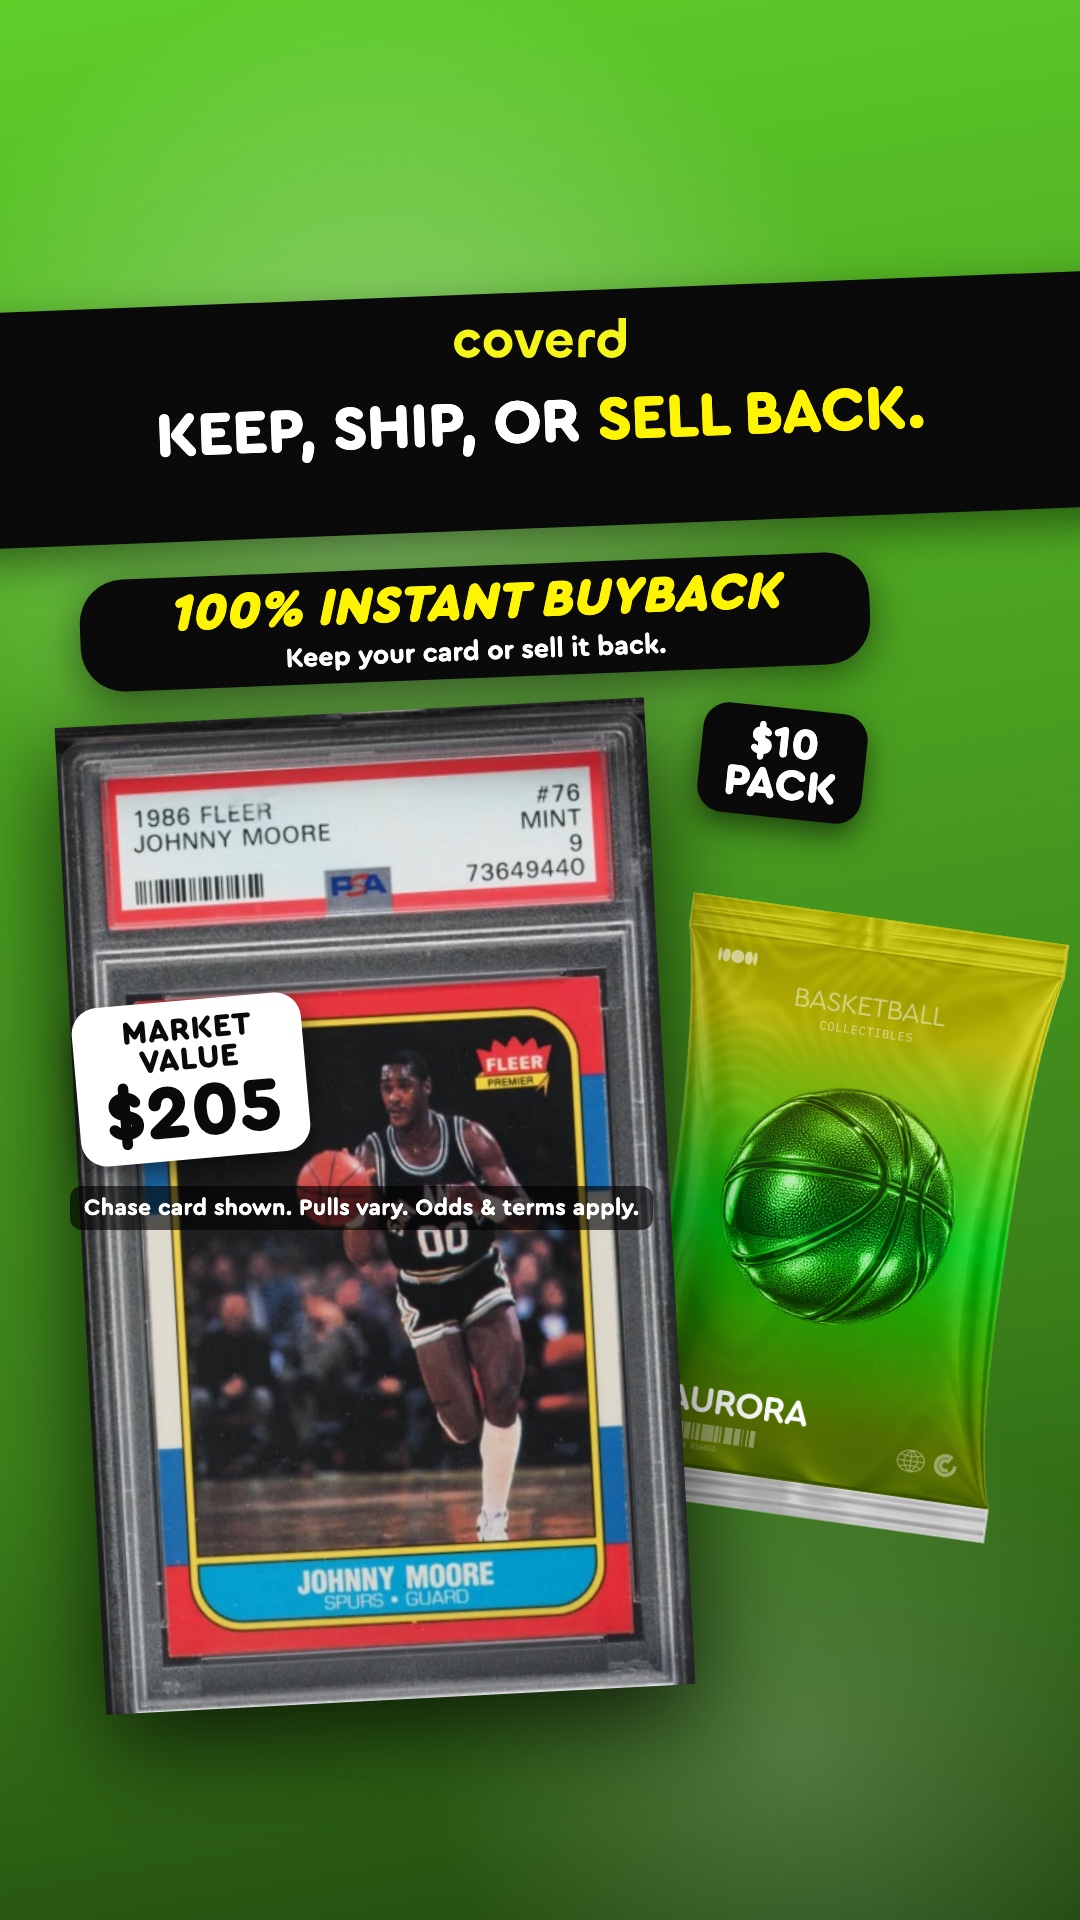 coverd
KEEP, SHIP, OR SELL BACK.
100% INSTANT BUYBACK
Keep your card or sell it back.
$10
PACK
1986 FLEER
JOHNNY MOORE
#76
MINT
9
73649440
PSA
BASKETBALL
COLLECTIBLES
MARKET
VALUE
$205
FLEER
PREMIER
Chase card shown. Pulls vary. Odds & terms apply.
00
AURORA
JOHNNY MOORE
SPURS • GUARD